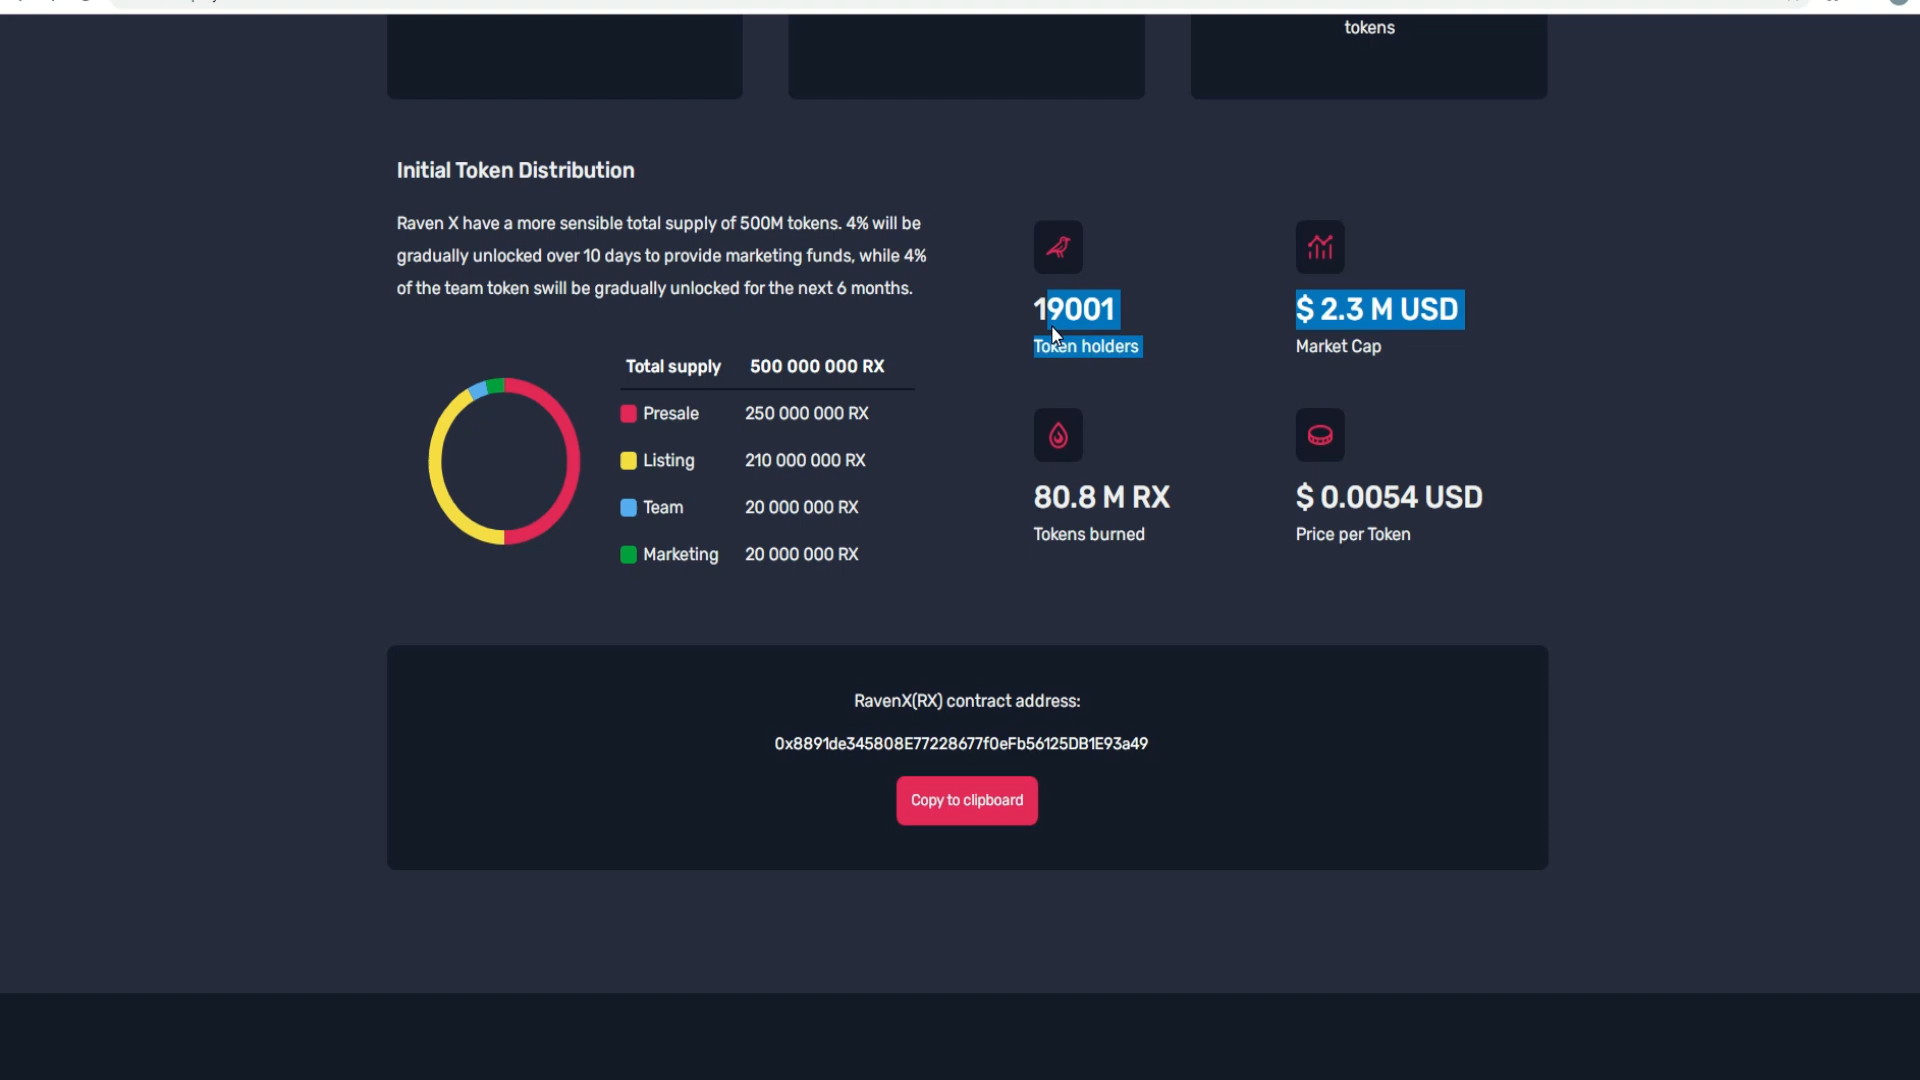 tokens
Initial Token Distribution
Raven X have a more sensible total supply of 500M tokens. 4% will be
gradually unlocked over 10 days to provide marketing funds, while 4%
of the team token swill be gradually unlocked for the next 6 months.
Total supply 500 000 000 RX
Presale 250 000 000 RX
Listing 210 000 000 RX
Team 20 000 000 RX
Marketing 20 000 000 RX
19001
Token holders
$ 2.3 M USD
Market Cap
80.8 M RX
Tokens burned
$ 0.0054 USD
Price per Token
RavenX(RX) contract address:
0x8891de345808E77228677f0eFb56125DB1E93a49
Copy to clipboard